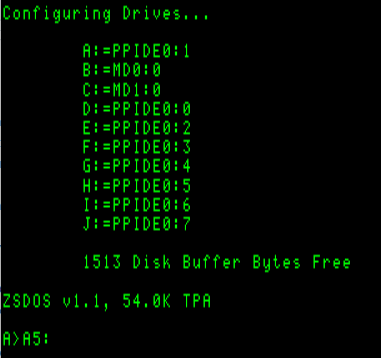 Configuring Drives...
A:=PPIDE0:1
B:=MD0:0
C:=MD1:0
D:=PPIDE0:0
E:=PPIDE0:2
F:=PPIDE0:3
G:=PPIDE0:4
H:=PPIDE0:5
I:=PPIDE0:6
J:=PPIDE0:7
1513 Disk Buffer Bytes Free
ZSDOS v1.1, 54.0K TPA
A>A5: